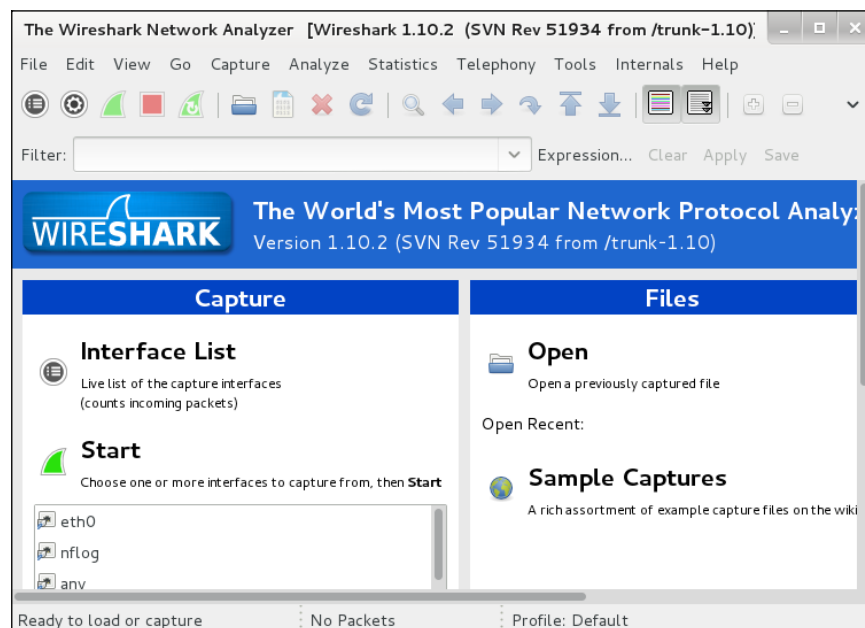 The Wireshark Network Analyzer [Wireshark 1.10.2 (SVN Rev 51934 from /trunk-1.10)]
File Edit View Go Capture Analyze Statistics Telephony Tools Internals Help
Filter: Expression... Clear Apply Save
WIRESHARK
The World's Most Popular Network Protocol Analyz
Version 1.10.2 (SVN Rev 51934 from /trunk-1.10)
Capture
Interface List
Live list of the capture interfaces
(counts incoming packets)
Start
Choose one or more interfaces to capture from, then Start
eth0
nflog
any
Files
Open
Open a previously captured file
Open Recent:
Sample Captures
A rich assortment of example capture files on the wiki
Ready to load or capture No Packets Profile: Default